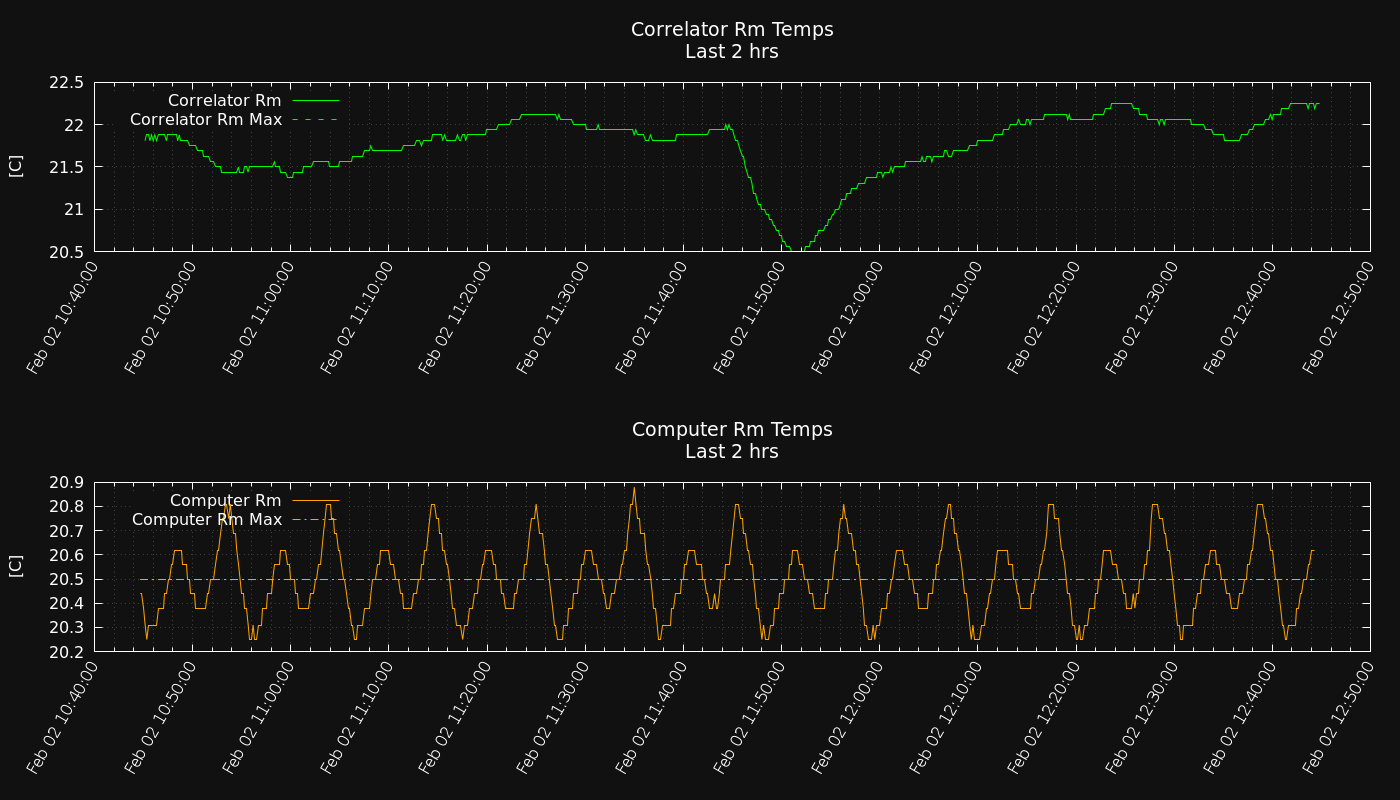 Correlator Rm Temps
Last 2 hrs
22.5
22
21.5
21
20.5
[C]
Correlator Rm
Correlator Rm Max
Feb 02 10:40:00
Feb 02 10:50:00
Feb 02 11:00:00
Feb 02 11:10:00
Feb 02 11:20:00
Feb 02 11:30:00
Feb 02 11:40:00
Feb 02 11:50:00
Feb 02 12:00:00
Feb 02 12:10:00
Feb 02 12:20:00
Feb 02 12:30:00
Feb 02 12:40:00
Feb 02 12:50:00
Computer Rm Temps
Last 2 hrs
20.9
20.8
20.7
20.6
20.5
20.4
20.3
20.2
[C]
Computer Rm
Computer Rm Max
Feb 02 10:40:00
Feb 02 10:50:00
Feb 02 11:00:00
Feb 02 11:10:00
Feb 02 11:20:00
Feb 02 11:30:00
Feb 02 11:40:00
Feb 02 11:50:00
Feb 02 12:00:00
Feb 02 12:10:00
Feb 02 12:20:00
Feb 02 12:30:00
Feb 02 12:40:00
Feb 02 12:50:00